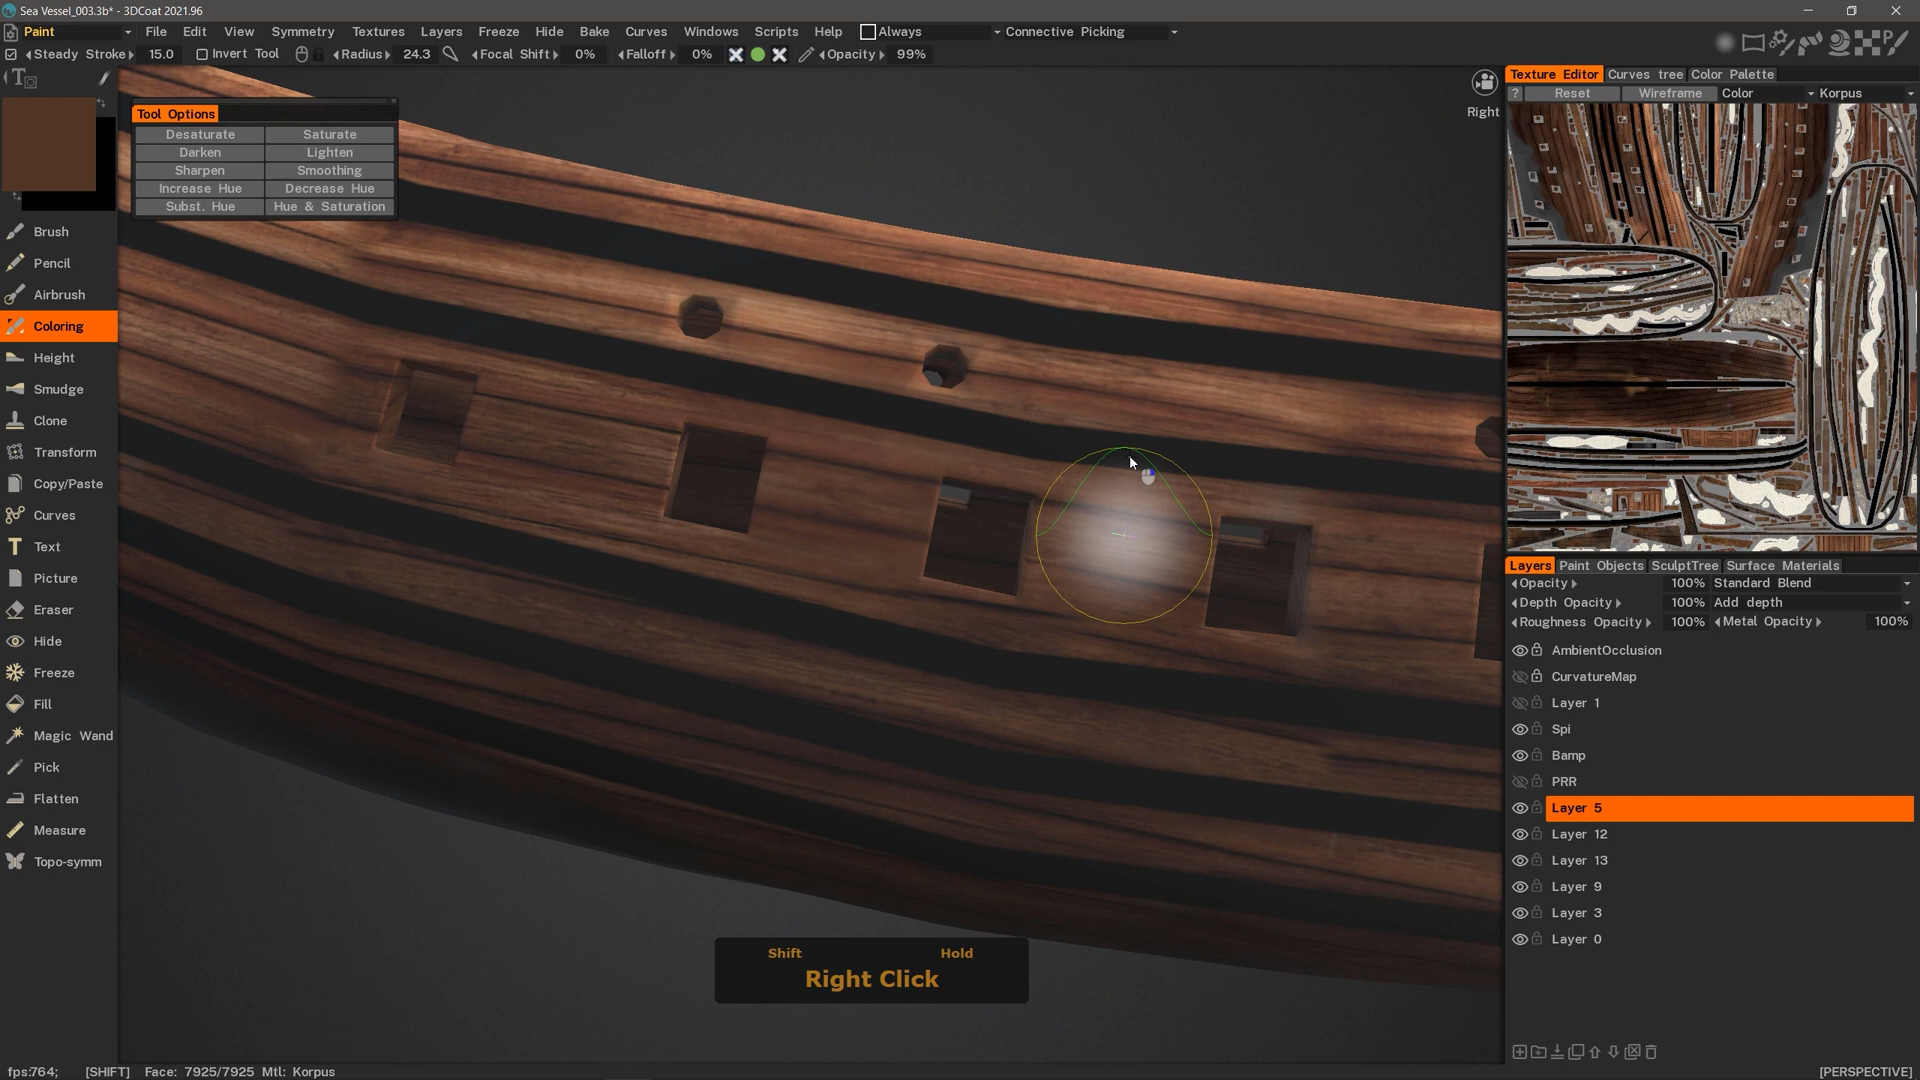 Sea Vessel_003.3b* - 3DCoat 2021.96
Paint File Edit View Symmetry Textures Layers Freeze Hide Bake Curves Windows Scripts Help Always Connective Picking
Steady Stroke 15.0 Invert Tool Radius 24.3 Focal Shift 0% Falloff 0% Opacity 99%
Tool Options
Desaturate Saturate
Darken Lighten
Sharpen Smoothing
Increase Hue Decrease Hue
Subst. Hue Hue & Saturation
Brush
Pencil
Airbrush
Coloring
Height
Smudge
Clone
Transform
Copy/Paste
Curves
Text
Picture
Eraser
Hide
Freeze
Fill
Magic Wand
Pick
Flatten
Measure
Topo-symm
Right
Shift Hold
Right Click
Texture Editor Curves tree Color Palette
? Reset Wireframe Color Korpus
Layers Paint Objects SculptTree Surface Materials
Opacity 100% Standard Blend
Depth Opacity 100% Add depth
Roughness Opacity 100% Metal Opacity 100%
AmbientOcclusion
CurvatureMap
Layer 1
Spi
Bamp
PRR
Layer 5
Layer 12
Layer 13
Layer 9
Layer 3
Layer 0
fps:764; [SHIFT] Face: 7925/7925 Mtl: Korpus
[PERSPECTIVE]